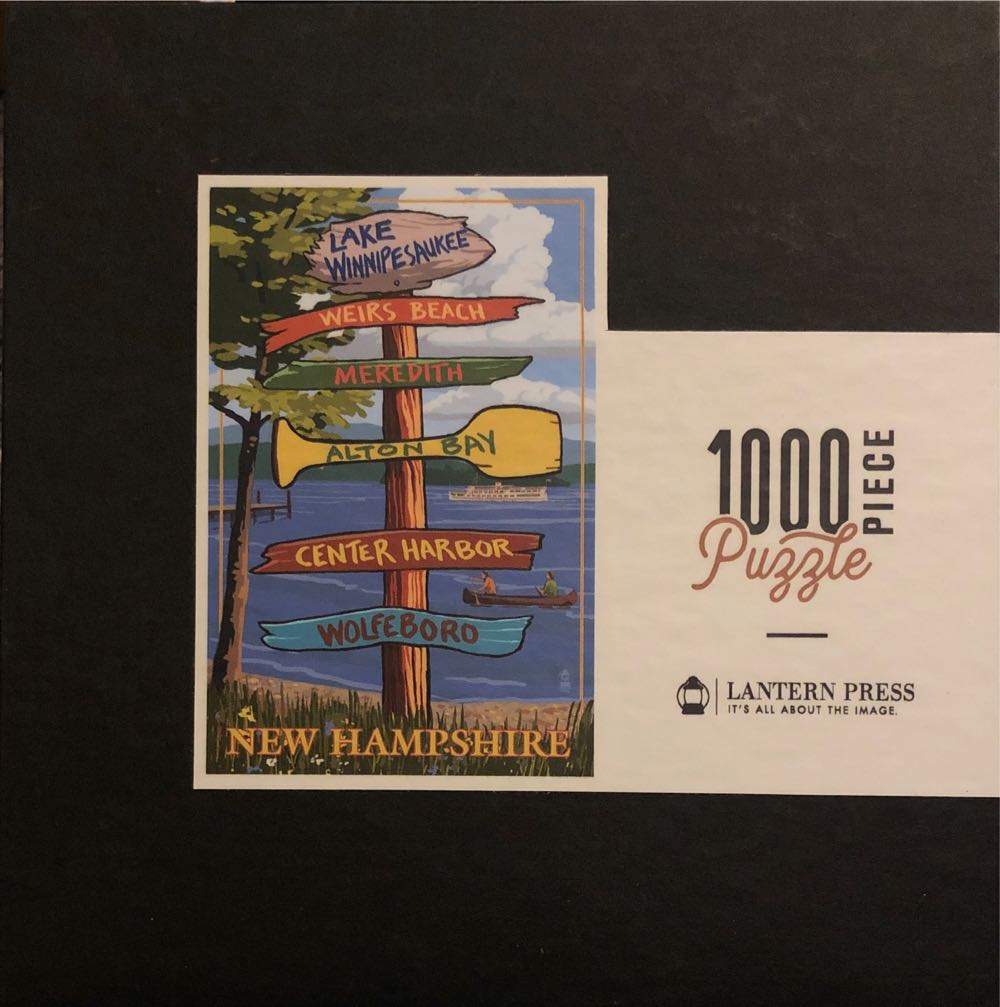 LAKE
WINNIPESAUKEE
WEIRS BEACH
MEREDITH
ALTON BAY
CENTER HARBOR
WOLFEBORO
NEW HAMPSHIRE
1000 PIECE
Puzzle
LANTERN PRESS
IT'S ALL ABOUT THE IMAGE.